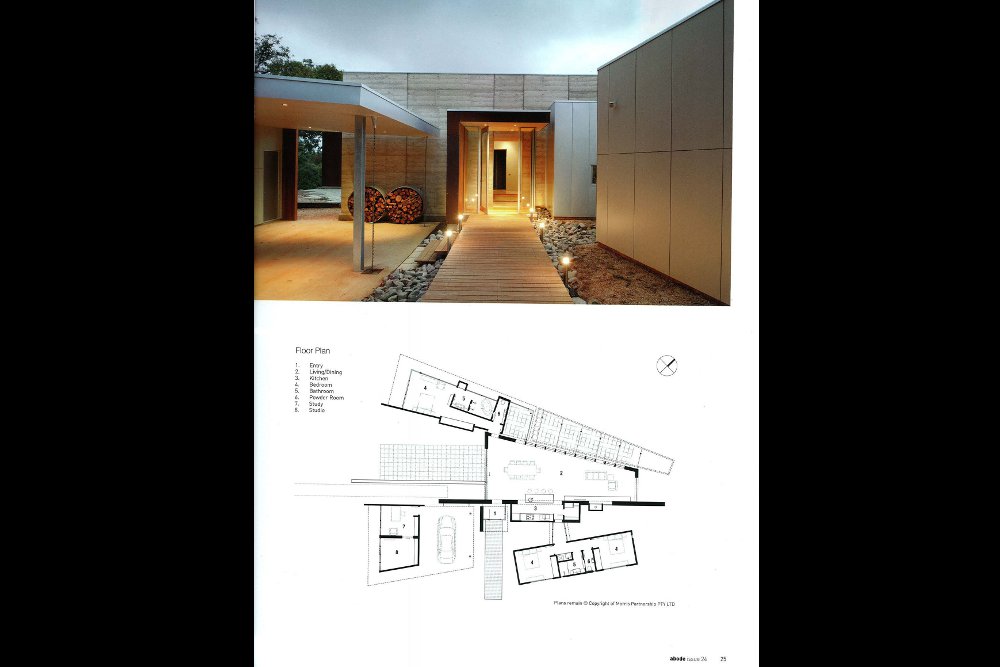 Floor Plan
1. Entry
2. Living/Dining
3. Kitchen
4. Bedroom
5. Bathroom
6. Powder Room
7. Study
8. Studio
4
5
6
2
1
3
7
8
4
5
6
4
Plans remain © Copyright of Morris Partnership PTY LTD
abode issue 24 25